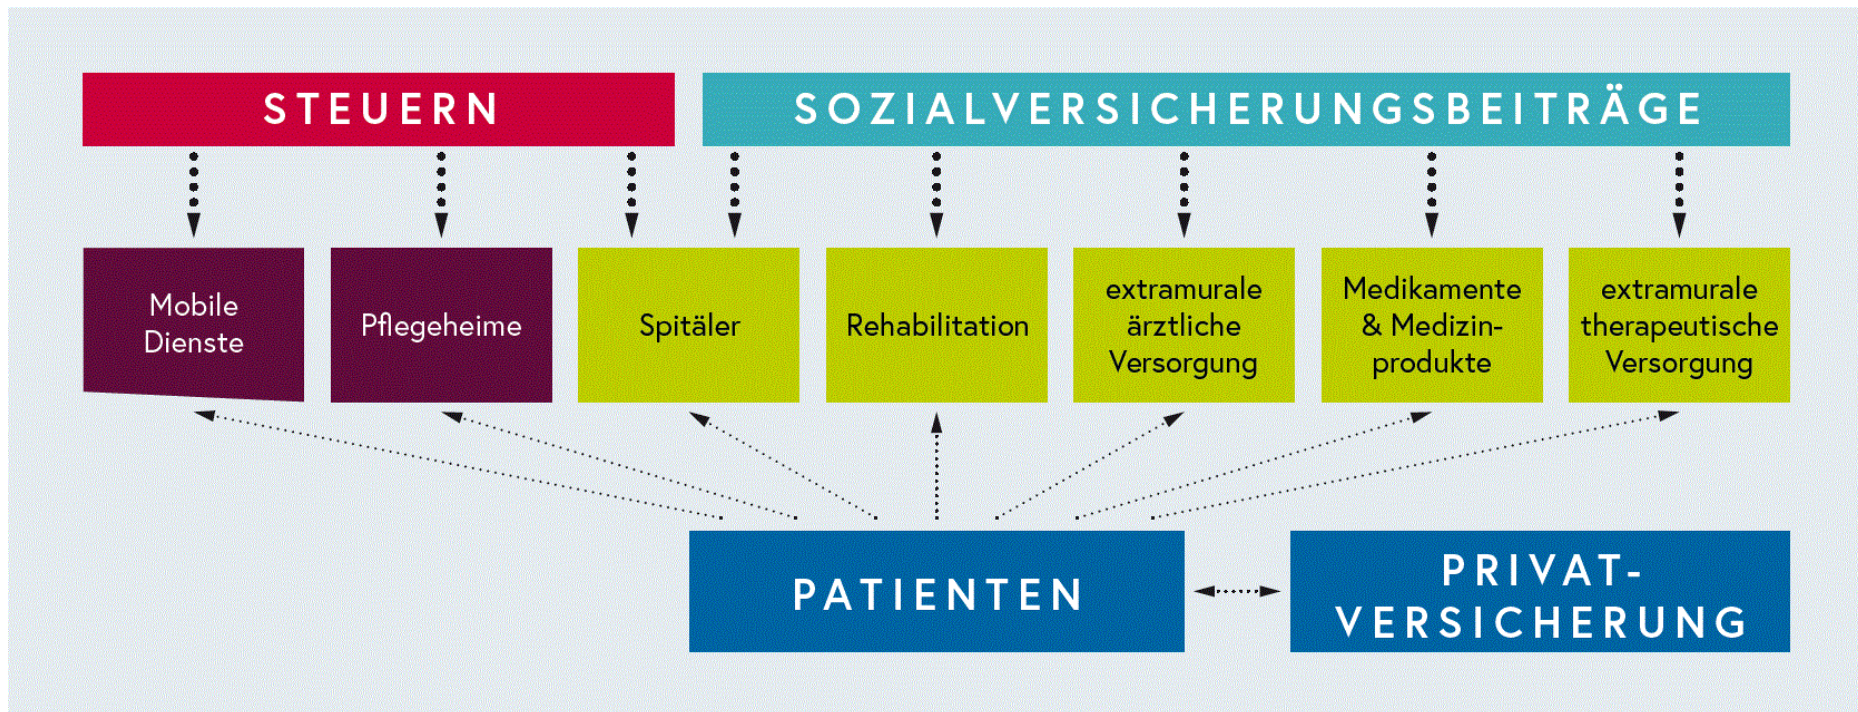 STEUERN
SOZIALVERSICHERUNGSBEITRÄGE
Mobile
Dienste
Pflegeheime
Spitäler
Rehabilitation
extramurale
ärztliche
Versorgung
Medikamente
& Medizin-
produkte
extramurale
therapeutische
Versorgung
PATIENTEN
PRIVAT-
VERSICHERUNG